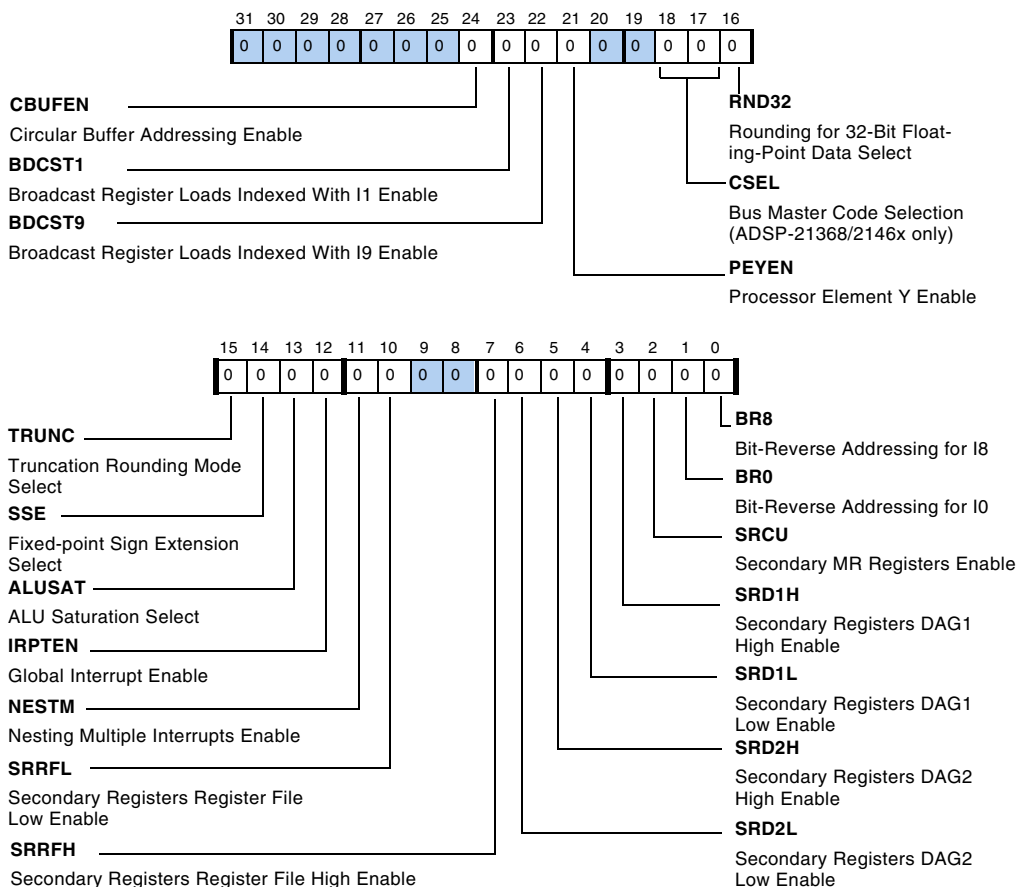 31 30 29 28 27 26 25 24 23 22 21 20 19 18 17 16
0 0 0 0 0 0 0 0 0 0 0 0 0 0 0 0
CBUFEN
Circular Buffer Addressing Enable
BDCST1
Broadcast Register Loads Indexed With I1 Enable
BDCST9
Broadcast Register Loads Indexed With I9 Enable
RND32
Rounding for 32-Bit Float-
ing-Point Data Select
CSEL
Bus Master Code Selection
(ADSP-21368/2146x only)
PEYEN
Processor Element Y Enable
15 14 13 12 11 10 9 8 7 6 5 4 3 2 1 0
0 0 0 0 0 0 0 0 0 0 0 0 0 0 0 0
TRUNC
Truncation Rounding Mode
Select
SSE
Fixed-point Sign Extension
Select
ALUSAT
ALU Saturation Select
IRPTEN
Global Interrupt Enable
NESTM
Nesting Multiple Interrupts Enable
SRRFL
Secondary Registers Register File
Low Enable
SRRFH
Secondary Registers Register File High Enable
BR8
Bit-Reverse Addressing for I8
BR0
Bit-Reverse Addressing for I0
SRCU
Secondary MR Registers Enable
SRD1H
Secondary Registers DAG1
High Enable
SRD1L
Secondary Registers DAG1
Low Enable
SRD2H
Secondary Registers DAG2
High Enable
SRD2L
Secondary Registers DAG2
Low Enable